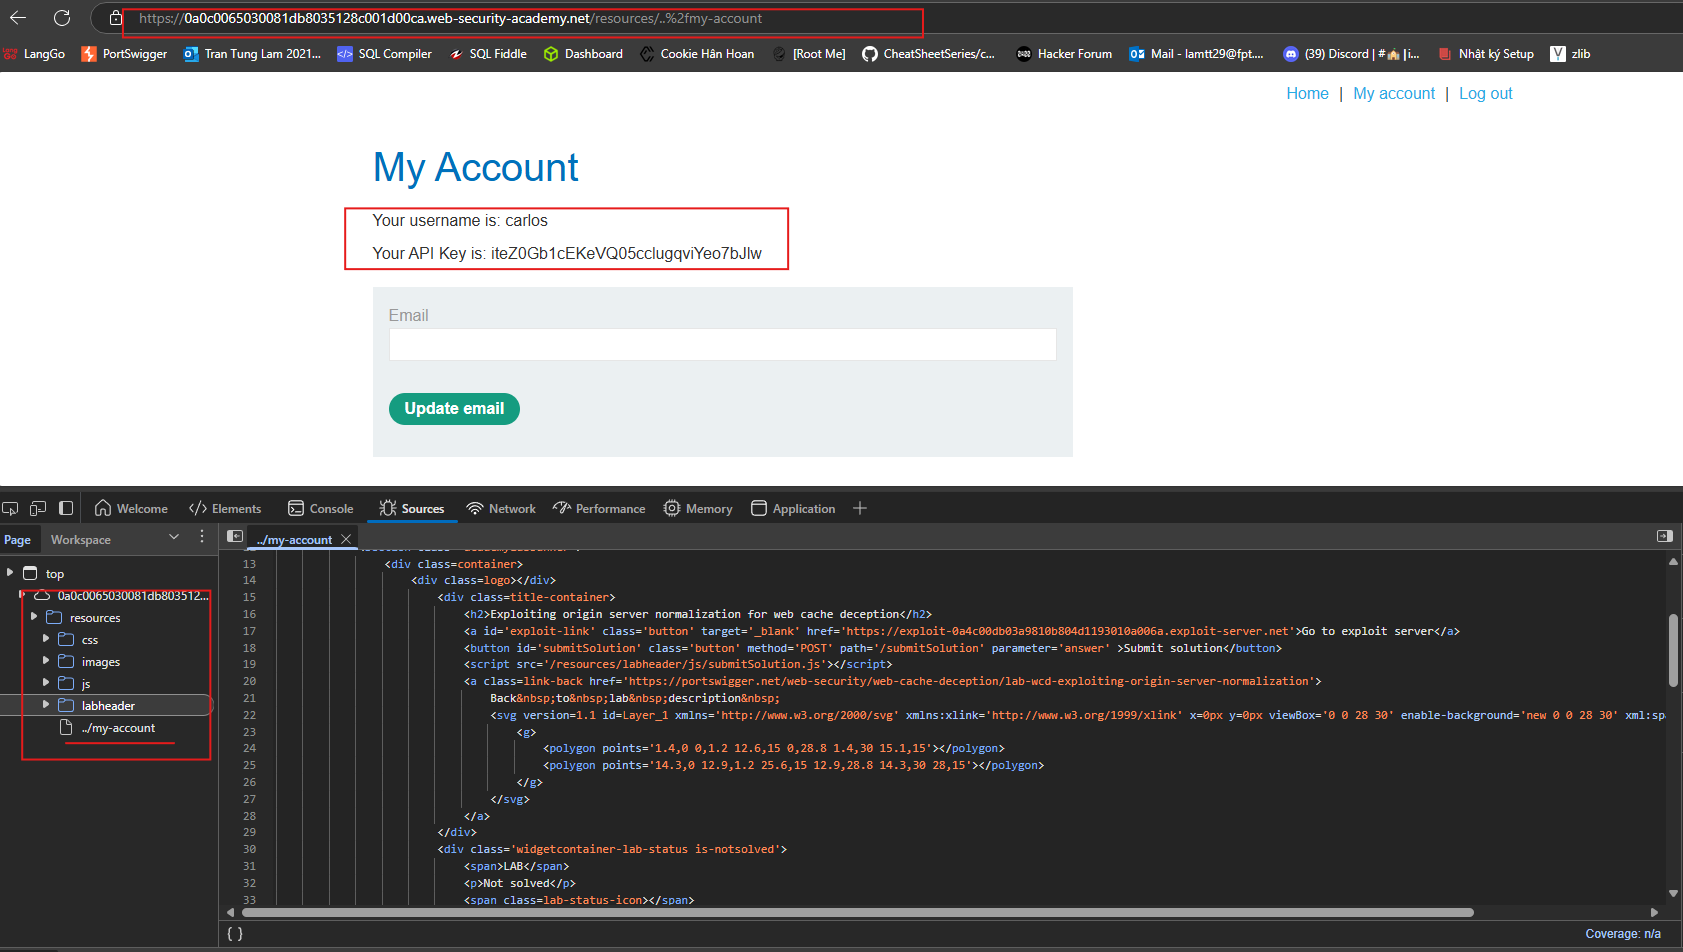 https://0a0c0065030081db8035128c001d00ca.web-security-academy.net/resources/..%2fmy-account
LangGo PortSwigger Tran Tung Lam 2021... SQL Compiler SQL Fiddle Dashboard Cookie Hân Hoan [Root Me] CheatSheetSeries/c... Hacker Forum Mail - lamtt29@fpt.... (39) Discord | #🏫 |i... Nhật ký Setup zlib
Home | My account | Log out
My Account
Your username is: carlos
Your API Key is: iteZ0Gb1cEKeVQ05cclugqviYeo7bJlw
Email
Update email
Welcome Elements Console Sources Network Performance Memory Application
Page Workspace
../my-account
top
0a0c0065030081db803512...
resources
css
images
js
labheader
../my-account
13 <div class=container>
14 <div class=logo></div>
15 <div class=title-container>
16 <h2>Exploiting origin server normalization for web cache deception</h2>
17 <a id='exploit-link' class='button' target='_blank' href='https://exploit-0a4c00db03a9810b804d1193010a006a.exploit-server.net'>Go to exploit server</a>
18 <button id='submitSolution' class='button' method='POST' path='/submitSolution' parameter='answer' >Submit solution</button>
19 <script src='/resources/labheader/js/submitSolution.js'></script>
20 <a class=link-back href='https://portswigger.net/web-security/web-cache-deception/lab-wcd-exploiting-origin-server-normalization'>
21 Back&nbsp;to&nbsp;lab&nbsp;description&nbsp;
22 <svg version=1.1 id=Layer_1 xmlns='http://www.w3.org/2000/svg' xmlns:xlink='http://www.w3.org/1999/xlink' x=0px y=0px viewBox='0 0 28 30' enable-background='new 0 0 28 30' xml:spa
23 <g>
24 <polygon points='1.4,0 0,1.2 12.6,15 0,28.8 1.4,30 15.1,15'></polygon>
25 <polygon points='14.3,0 12.9,1.2 25.6,15 12.9,28.8 14.3,30 28,15'></polygon>
26 </g>
27 </svg>
28 </a>
29 </div>
30 <div class='widgetcontainer-lab-status is-notsolved'>
31 <span>LAB</span>
32 <p>Not solved</p>
33 <span class=lab-status-icon></span>
{ } Coverage: n/a